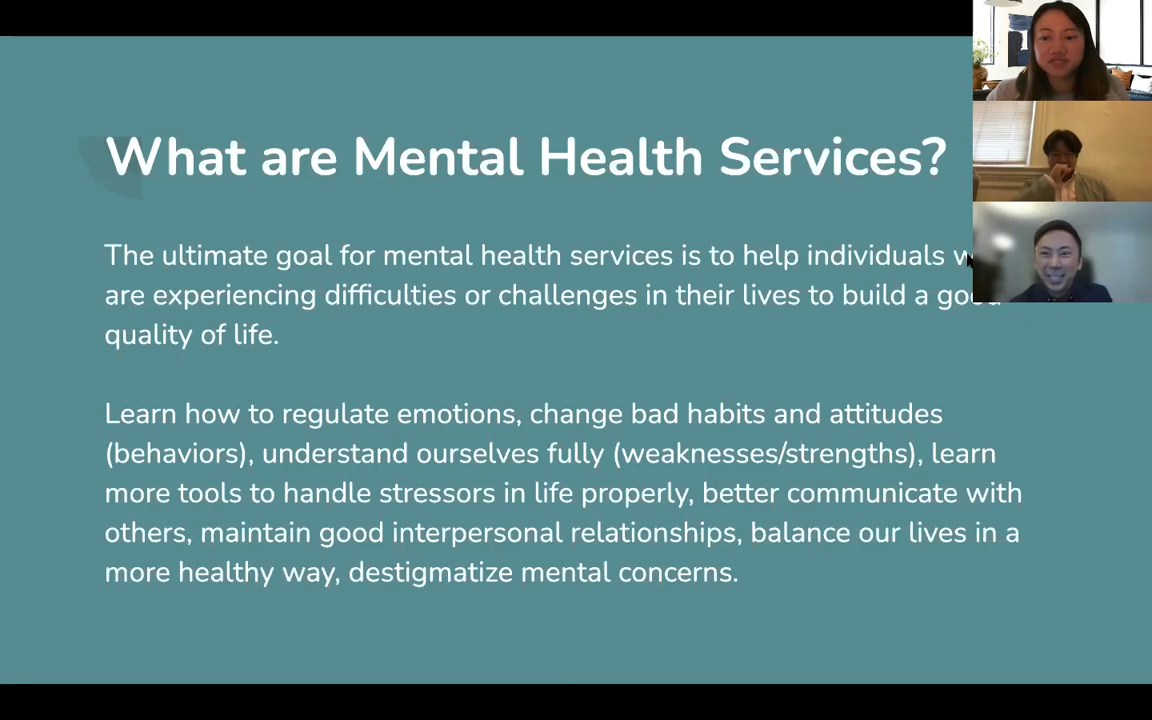 What are Mental Health Services?
The ultimate goal for mental health services is to help individuals
are experiencing difficulties or challenges in their lives to build a good
quality of life.
Learn how to regulate emotions, change bad habits and attitudes
(behaviors), understand ourselves fully (weaknesses/strengths), learn
more tools to handle stressors in life properly, better communicate with
others, maintain good interpersonal relationships, balance our lives in a
more healthy way, destigmatize mental concerns.